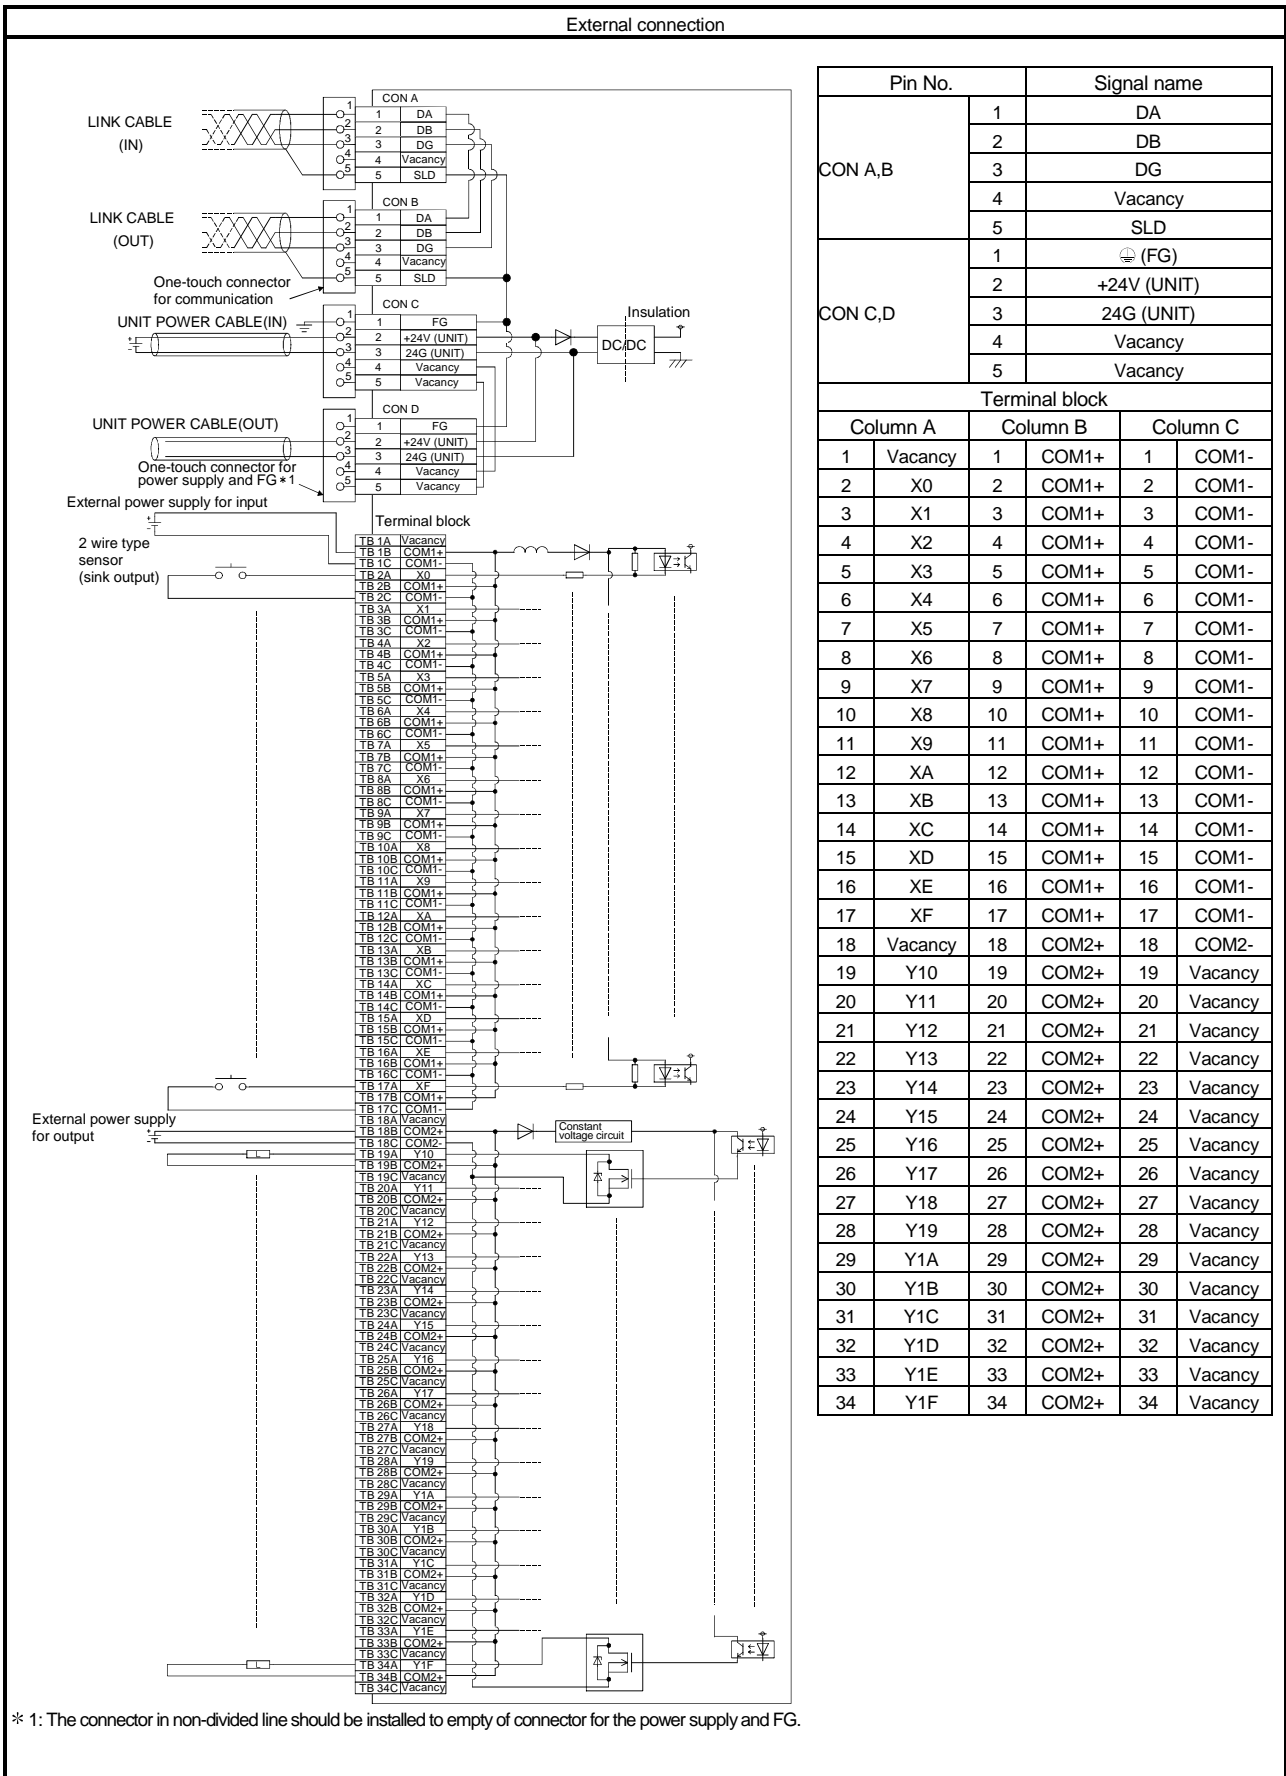 External connection
LINK CABLE
(IN)
CON A
1 1 DA
2 2 DB
3 3 DG
4 4 Vacancy
5 5 SLD
LINK CABLE
(OUT)
CON B
1 1 DA
2 2 DB
3 3 DG
4 4 Vacancy
5 5 SLD
One-touch connector
for communication
UNIT POWER CABLE(IN)
CON C
1 1 FG
2 2 +24V (UNIT)
3 3 24G (UNIT)
4 4 Vacancy
5 5 Vacancy
Insulation
DC/DC
UNIT POWER CABLE(OUT)
CON D
1 1 FG
2 2 +24V (UNIT)
3 3 24G (UNIT)
4 4 Vacancy
5 5 Vacancy
One-touch connector for
power supply and FG*1
External power supply for input
2 wire type
sensor
(sink output)
Terminal block
TB 1A Vacancy
TB 1B COM1+
TB 1C COM1-
TB 2A X0
TB 2B COM1+
TB 2C COM1-
TB 3A X1
TB 3B COM1+
TB 3C COM1-
TB 4A X2
TB 4B COM1+
TB 4C COM1-
TB 5A X3
TB 5B COM1+
TB 5C COM1-
TB 6A X4
TB 6B COM1+
TB 6C COM1-
TB 7A X5
TB 7B COM1+
TB 7C COM1-
TB 8A X6
TB 8B COM1+
TB 8C COM1-
TB 9A X7
TB 9B COM1+
TB 9C COM1-
TB 10A X8
TB 10B COM1+
TB 10C COM1-
TB 11A X9
TB 11B COM1+
TB 11C COM1-
TB 12A XA
TB 12B COM1+
TB 12C COM1-
TB 13A XB
TB 13B COM1+
TB 13C COM1-
TB 14A XC
TB 14B COM1+
TB 14C COM1-
TB 15A XD
TB 15B COM1+
TB 15C COM1-
TB 16A XE
TB 16B COM1+
TB 16C COM1-
TB 17A XF
TB 17B COM1+
TB 17C COM1-
TB 18A Vacancy
TB 18B COM2+
TB 18C COM2-
TB 19A Y10
TB 19B COM2+
TB 19C Vacancy
TB 20A Y11
TB 20B COM2+
TB 20C Vacancy
TB 21A Y12
TB 21B COM2+
TB 21C Vacancy
TB 22A Y13
TB 22B COM2+
TB 22C Vacancy
TB 23A Y14
TB 23B COM2+
TB 23C Vacancy
TB 24A Y15
TB 24B COM2+
TB 24C Vacancy
TB 25A Y16
TB 25B COM2+
TB 25C Vacancy
TB 26A Y17
TB 26B COM2+
TB 26C Vacancy
TB 27A Y18
TB 27B COM2+
TB 27C Vacancy
TB 28A Y19
TB 28B COM2+
TB 28C Vacancy
TB 29A Y1A
TB 29B COM2+
TB 29C Vacancy
TB 30A Y1B
TB 30B COM2+
TB 30C Vacancy
TB 31A Y1C
TB 31B COM2+
TB 31C Vacancy
TB 32A Y1D
TB 32B COM2+
TB 32C Vacancy
TB 33A Y1E
TB 33B COM2+
TB 33C Vacancy
TB 34A Y1F
TB 34B COM2+
TB 34C Vacancy
External power supply
for output
L
L
Constant
voltage circuit
Pin No. Signal name
CON A,B
1 DA
2 DB
3 DG
4 Vacancy
5 SLD
CON C,D
1 (FG)
2 +24V (UNIT)
3 24G (UNIT)
4 Vacancy
5 Vacancy
Terminal block
Column A Column B Column C
1 Vacancy 1 COM1+ 1 COM1-
2 X0 2 COM1+ 2 COM1-
3 X1 3 COM1+ 3 COM1-
4 X2 4 COM1+ 4 COM1-
5 X3 5 COM1+ 5 COM1-
6 X4 6 COM1+ 6 COM1-
7 X5 7 COM1+ 7 COM1-
8 X6 8 COM1+ 8 COM1-
9 X7 9 COM1+ 9 COM1-
10 X8 10 COM1+ 10 COM1-
11 X9 11 COM1+ 11 COM1-
12 XA 12 COM1+ 12 COM1-
13 XB 13 COM1+ 13 COM1-
14 XC 14 COM1+ 14 COM1-
15 XD 15 COM1+ 15 COM1-
16 XE 16 COM1+ 16 COM1-
17 XF 17 COM1+ 17 COM1-
18 Vacancy 18 COM2+ 18 COM2-
19 Y10 19 COM2+ 19 Vacancy
20 Y11 20 COM2+ 20 Vacancy
21 Y12 21 COM2+ 21 Vacancy
22 Y13 22 COM2+ 22 Vacancy
23 Y14 23 COM2+ 23 Vacancy
24 Y15 24 COM2+ 24 Vacancy
25 Y16 25 COM2+ 25 Vacancy
26 Y17 26 COM2+ 26 Vacancy
27 Y18 27 COM2+ 27 Vacancy
28 Y19 28 COM2+ 28 Vacancy
29 Y1A 29 COM2+ 29 Vacancy
30 Y1B 30 COM2+ 30 Vacancy
31 Y1C 31 COM2+ 31 Vacancy
32 Y1D 32 COM2+ 32 Vacancy
33 Y1E 33 COM2+ 33 Vacancy
34 Y1F 34 COM2+ 34 Vacancy
* 1: The connector in non-divided line should be installed to empty of connector for the power supply and FG.